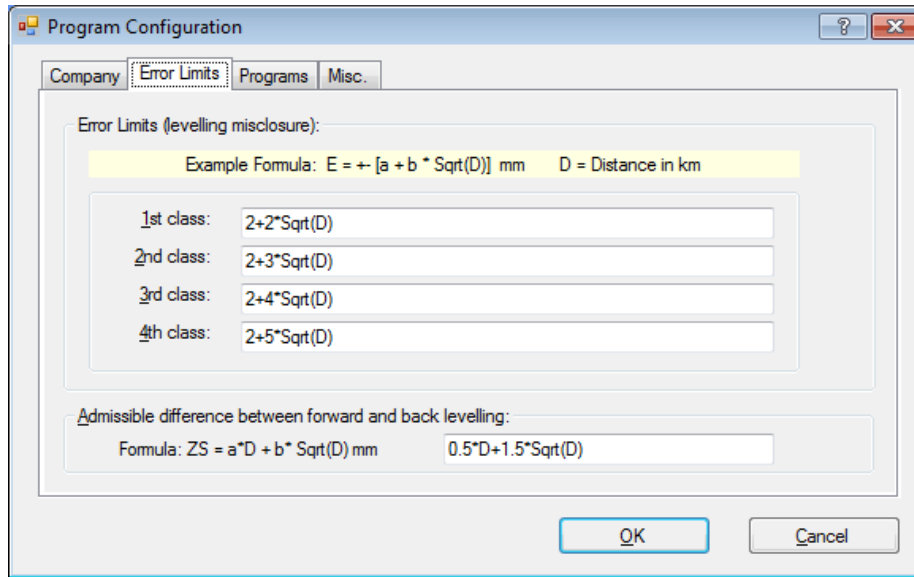 Program Configuration
Company Error Limits Programs Misc.
Error Limits (levelling misclosure):
Example Formula: E = +- [a + b * Sqrt(D)] mm D = Distance in km
1st class: 2+2*Sqrt(D)
2nd class: 2+3*Sqrt(D)
3rd class: 2+4*Sqrt(D)
4th class: 2+5*Sqrt(D)
Admissible difference between forward and back levelling:
Formula: ZS = a*D + b* Sqrt(D) mm 0.5*D+1.5*Sqrt(D)
OK Cancel